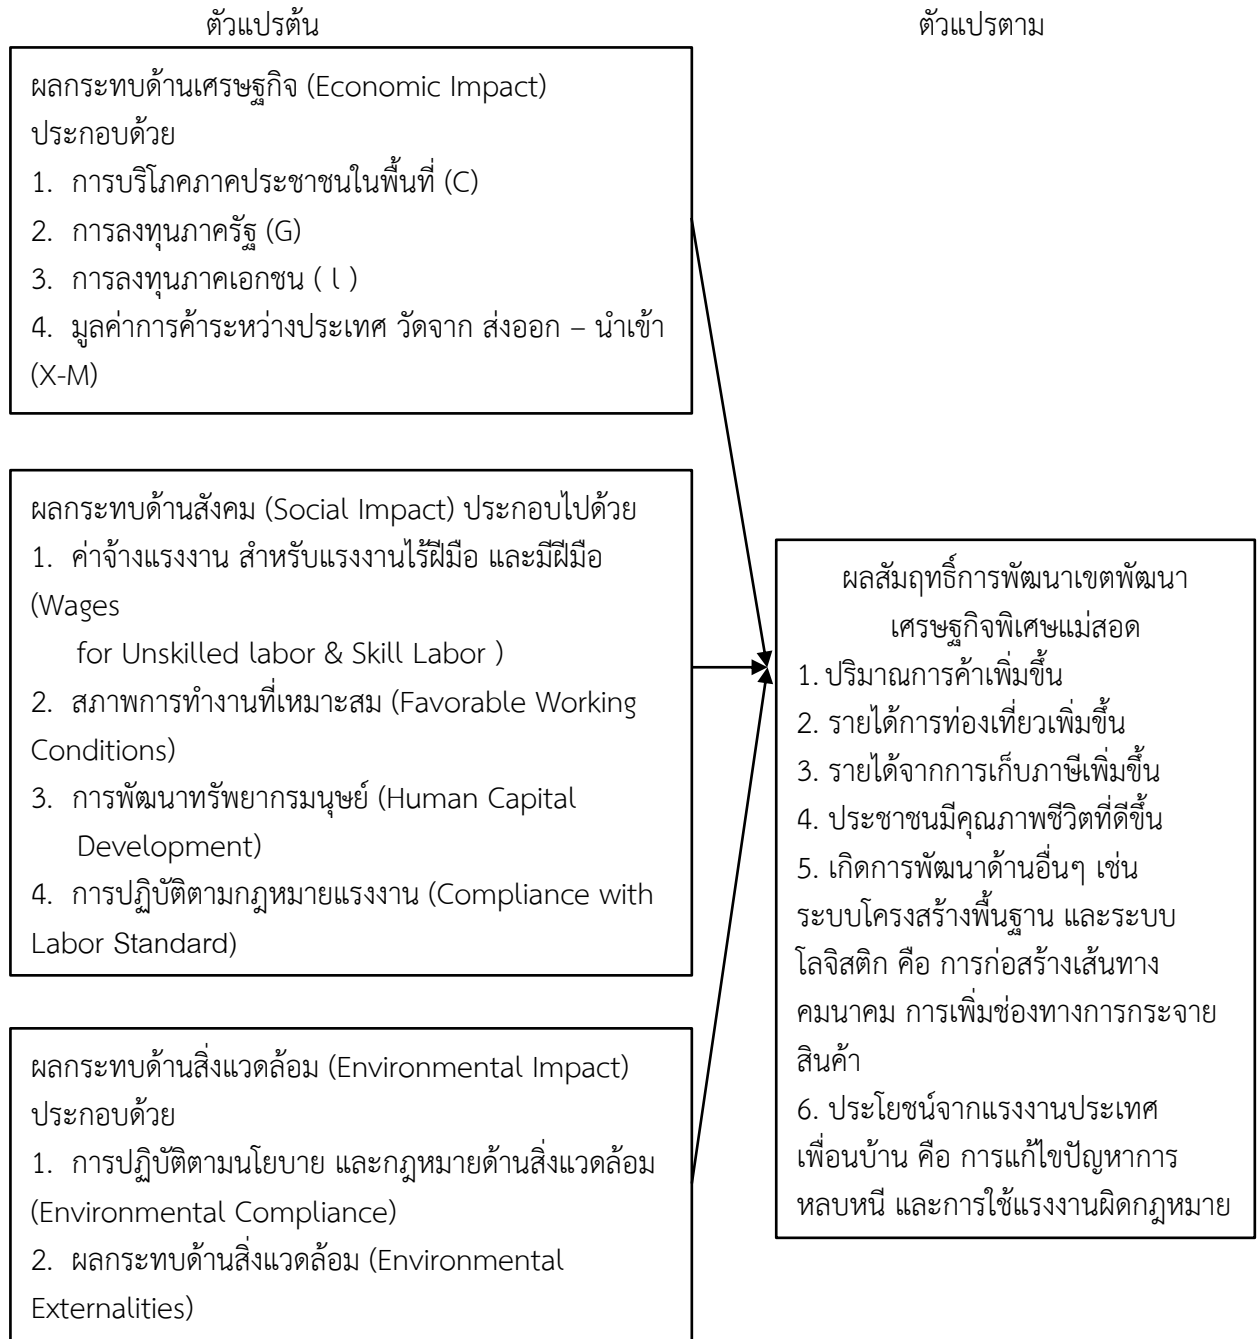 ตัวแปรต้น
ตัวแปรตาม
ผลกระทบด้านเศรษฐกิจ (Economic Impact)
ประกอบด้วย
1. การบริโภคภาคประชาชนในพื้นที่ (C)
2. การลงทุนภาครัฐ (G)
3. การลงทุนภาคเอกชน ( l )
4. มูลค่าการค้าระหว่างประเทศ วัดจาก ส่งออก – นำเข้า
(X-M)
ผลกระทบด้านสังคม (Social Impact) ประกอบไปด้วย
1. ค่าจ้างแรงงาน สำหรับแรงงานไร้ฝีมือ และมีฝีมือ
(Wages
for Unskilled labor & Skill Labor )
2. สภาพการทำงานที่เหมาะสม (Favorable Working
Conditions)
3. การพัฒนาทรัพยากรมนุษย์ (Human Capital
Development)
4. การปฏิบัติตามกฎหมายแรงงาน (Compliance with
Labor Standard)
ผลกระทบด้านสิ่งแวดล้อม (Environmental Impact)
ประกอบด้วย
1. การปฏิบัติตามนโยบาย และกฎหมายด้านสิ่งแวดล้อม
(Environmental Compliance)
2. ผลกระทบด้านสิ่งแวดล้อม (Environmental
Externalities)
ผลสัมฤทธิ์การพัฒนาเขตพัฒนา
เศรษฐกิจพิเศษแม่สอด
1. ปริมาณการค้าเพิ่มขึ้น
2. รายได้การท่องเที่ยวเพิ่มขึ้น
3. รายได้จากการเก็บภาษีเพิ่มขึ้น
4. ประชาชนมีคุณภาพชีวิตที่ดีขึ้น
5. เกิดการพัฒนาด้านอื่นๆ เช่น
ระบบโครงสร้างพื้นฐาน และระบบ
โลจิสติก คือ การก่อสร้างเส้นทาง
คมนาคม การเพิ่มช่องทางการกระจาย
สินค้า
6. ประโยชน์จากแรงงานประเทศ
เพื่อนบ้าน คือ การแก้ไขปัญหาการ
หลบหนี และการใช้แรงงานผิดกฎหมาย